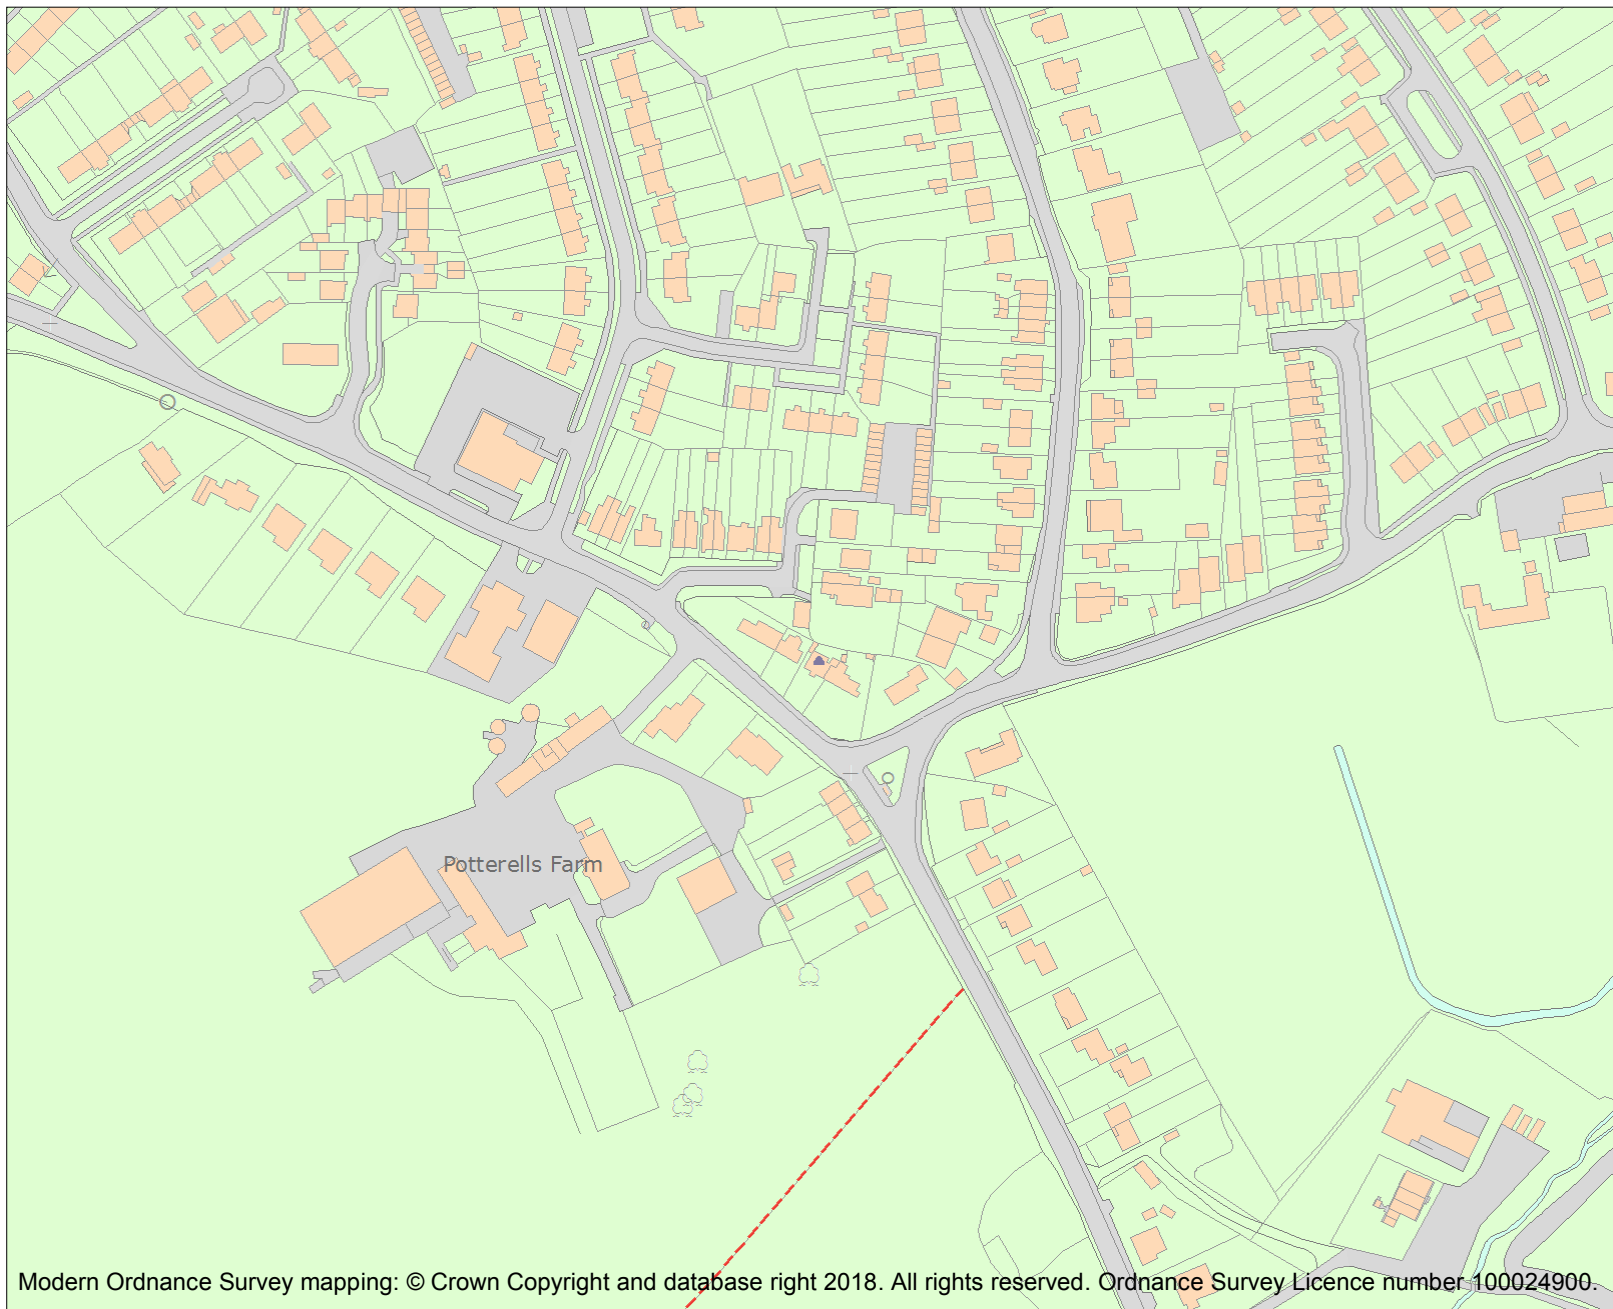 Potterells Farm
Modern Ordnance Survey mapping: © Crown Copyright and database right 2018. All rights reserved. Ordnance Survey Licence number 100024900.